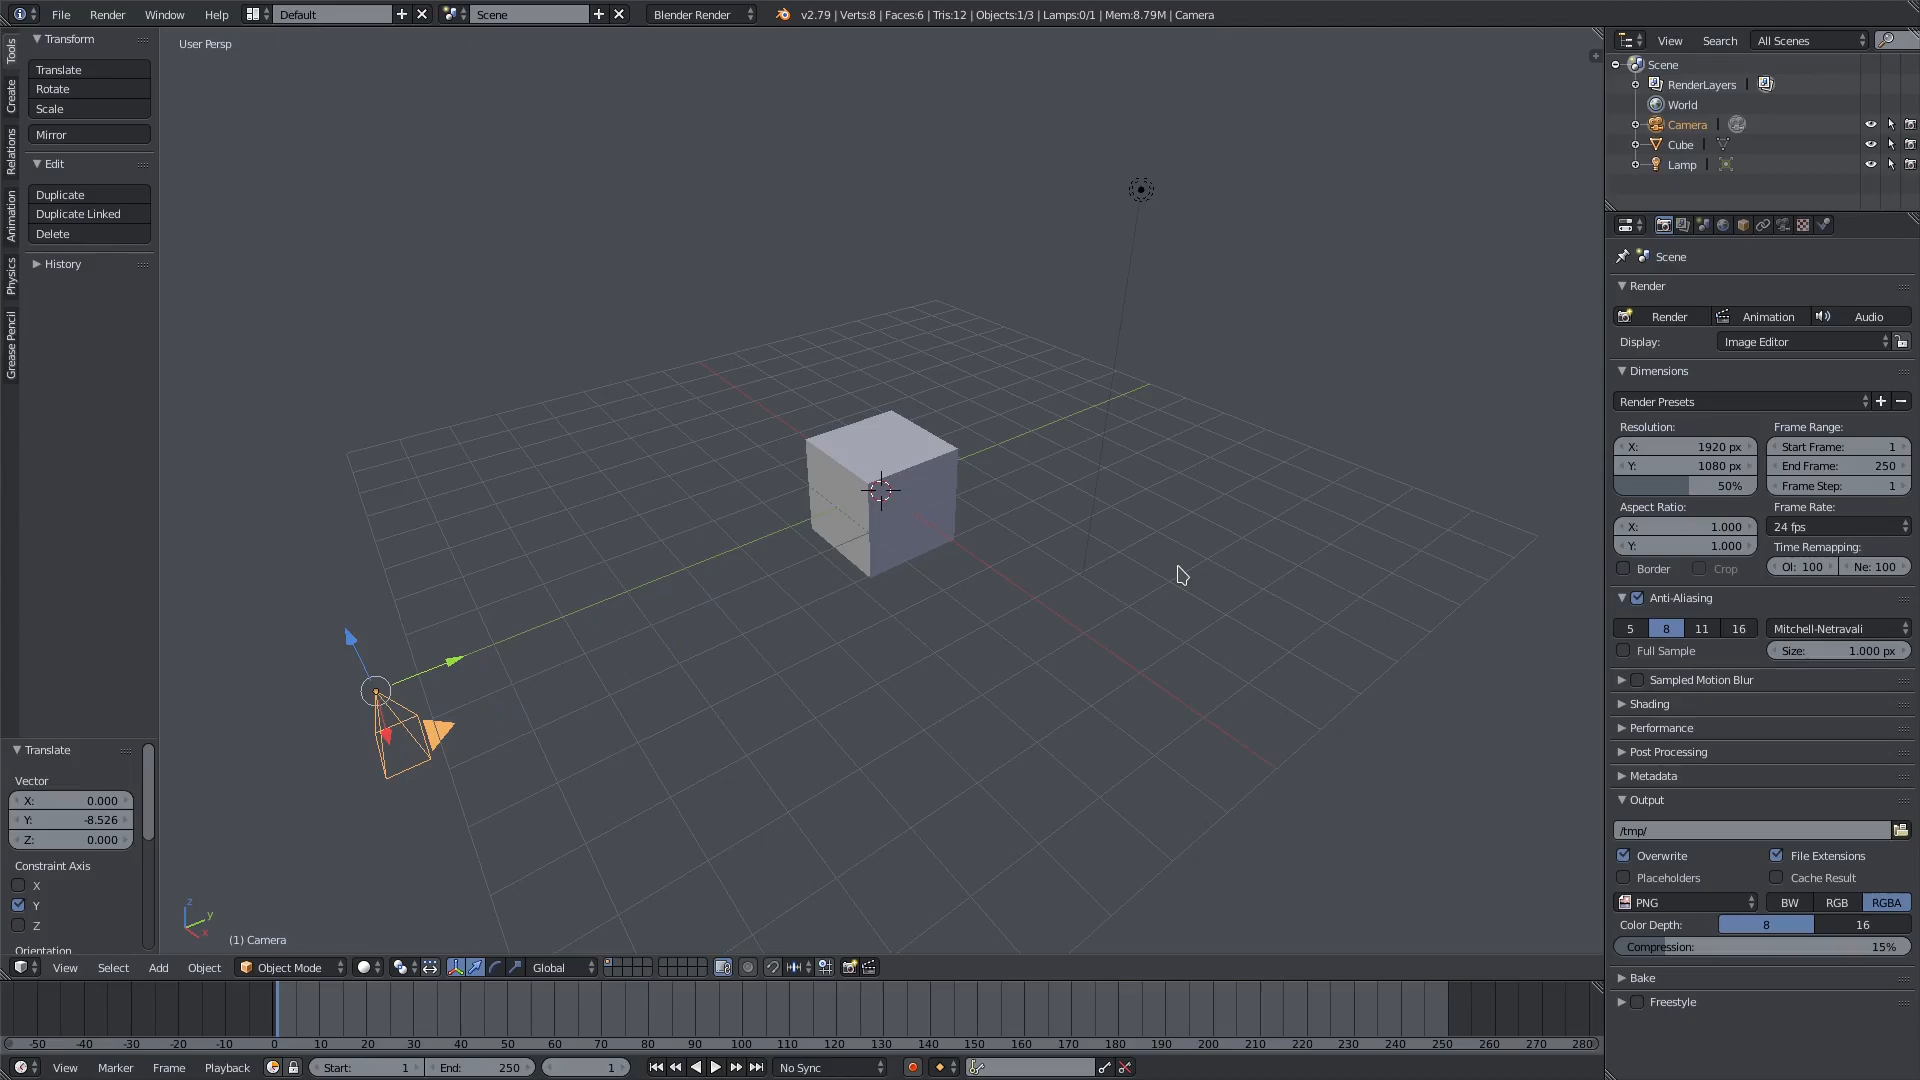 File Render Window Help Default Scene Blender Render v2.79 | Verts:8 | Faces:6 | Tris:12 | Objects:1/3 | Lamps:0/1 | Mem:8.79M | Camera
Tools
Create
Relations
Animation
Physics
Grease Pencil
Transform
Translate
Rotate
Scale
Mirror
Edit
Duplicate
Duplicate Linked
Delete
History
Translate
Vector
X: 0.000
Y: -8.526
Z: 0.000
Constraint Axis
X
Y
Z
Orientation
User Persp
z
y
x
(1) Camera
View Select Add Object Object Mode Global
-50 -40 -30 -20 -10 0 10 20 30 40 50 60 70 80 90 100 110 120 130 140 150 160 170 180 190 200 210 220 230 240 250 260 270 280
View Marker Frame Playback Start: 1 End: 250 1 No Sync
View Search All Scenes
Scene
RenderLayers |
World
Camera |
Cube |
Lamp |
Scene
Render
Render Animation Audio
Display: Image Editor
Dimensions
Render Presets
Resolution: Frame Range:
X: 1920 px Start Frame: 1
Y: 1080 px End Frame: 250
50% Frame Step: 1
Aspect Ratio: Frame Rate:
X: 1.000 24 fps
Y: 1.000 Time Remapping:
Border Crop Ol: 100 Ne: 100
Anti-Aliasing
5 8 11 16 Mitchell-Netravali
Full Sample Size: 1.000 px
Sampled Motion Blur
Shading
Performance
Post Processing
Metadata
Output
/tmp/
Overwrite File Extensions
Placeholders Cache Result
PNG BW RGB RGBA
Color Depth: 8 16
Compression: 15%
Bake
Freestyle